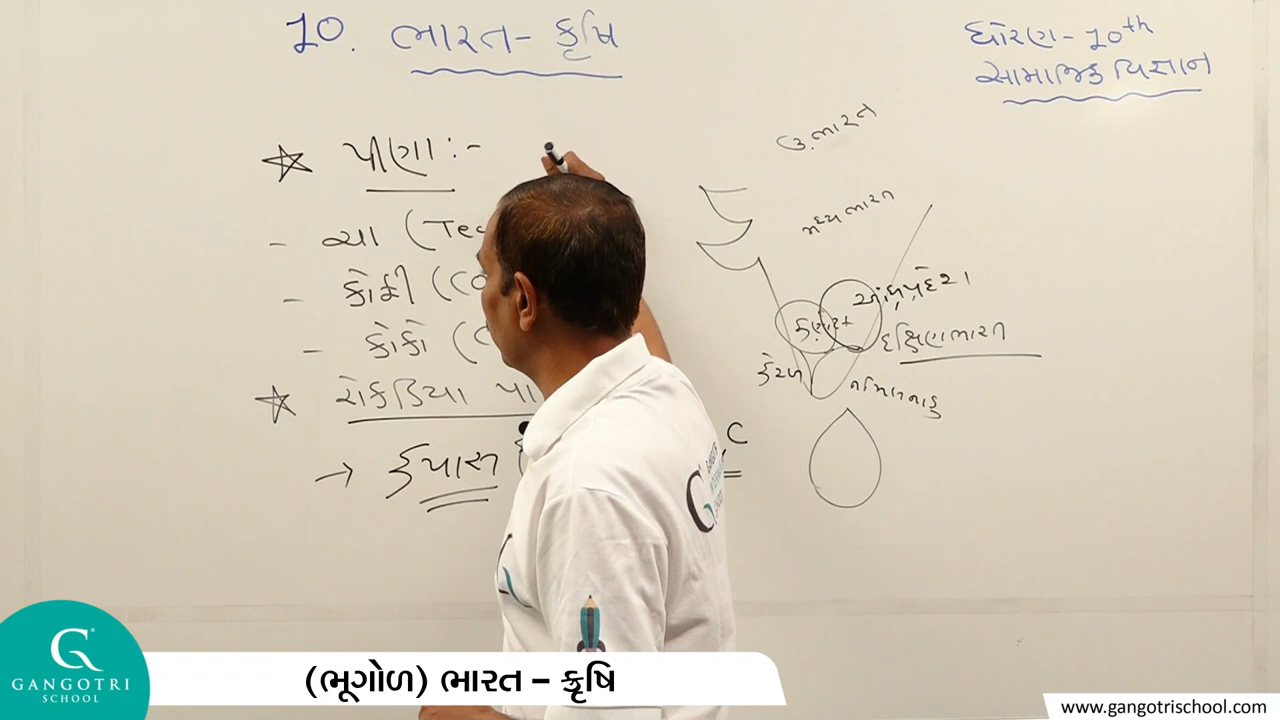 10. ભારત - કૃષિ
ધોરણ - 10th
સામાજિક વિજ્ઞાન
પીણા :-
- ચા (Tea
- કોફી (CO
- કોકો (C
રોકડિયા પા
→ કપાસ (
C
ઉ.ભારત
મધ્યભારત
આંધ્રપ્રદેશ
કર્ણાટક
દક્ષિણભારત
કેરળ
તમિલનાડુ
G
GANGOTRI
SCHOOL
(ભૂગોળ) ભારત – કૃષિ
www.gangotrischool.com